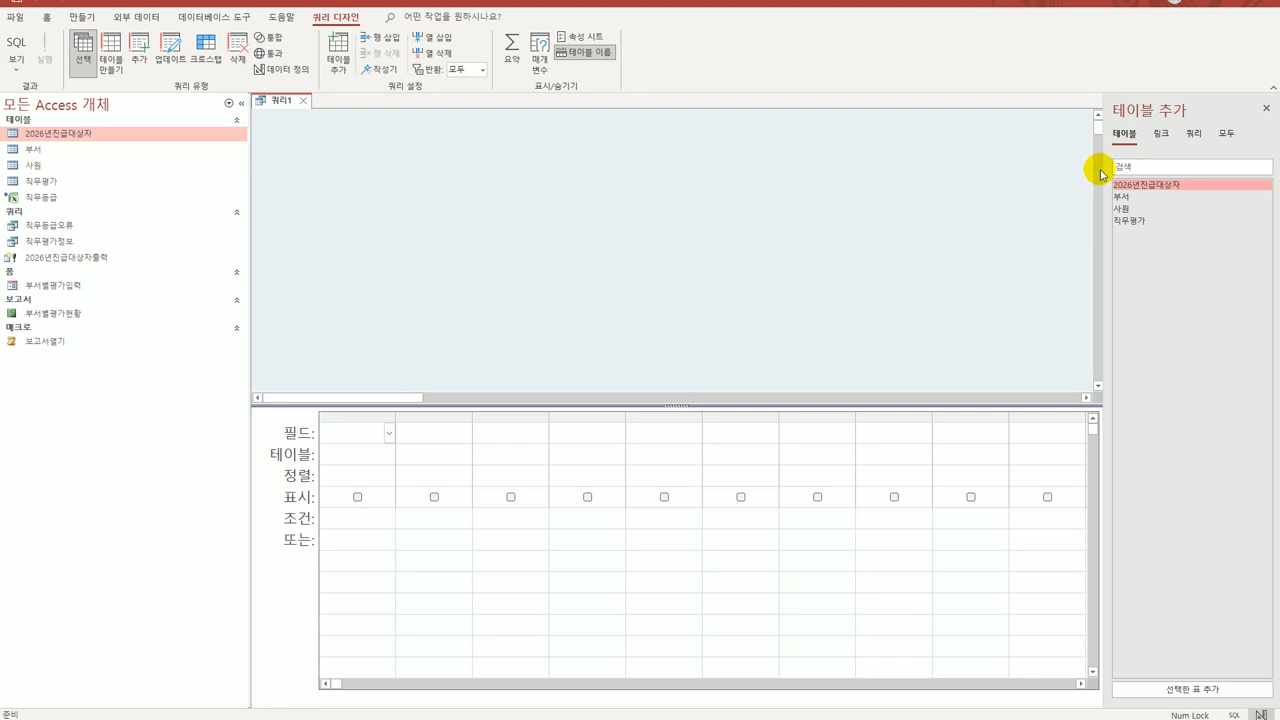 파일 홈 만들기 외부 데이터 데이터베이스 도구 도움말 쿼리 디자인 어떤 작업을 원하시나요?
SQL
보기
실행
결과
선택
테이블
만들기
추가
업데이트
크로스탭
삭제
통합
통과
데이터 정의
쿼리 유형
테이블
추가
행 삽입
행 삭제
작성기
열 삽입
열 삭제
반환: 모두
쿼리 설정
요약
매개
변수
속성 시트
테이블 이름
표시/숨기기
모든 Access 개체
테이블
2026년진급대상자
부서
사원
직무평가
직무등급
쿼리
직무등급오류
직무평가정보
2026년진급대상자출력
폼
부서별평가입력
보고서
부서별평가현황
매크로
보고서열기
쿼리1
필드:
테이블:
정렬:
표시:
조건:
또는:
테이블 추가
테이블 링크 쿼리 모두
검색
2026년진급대상자
부서
사원
직무평가
선택한 표 추가
준비
Num Lock SQL